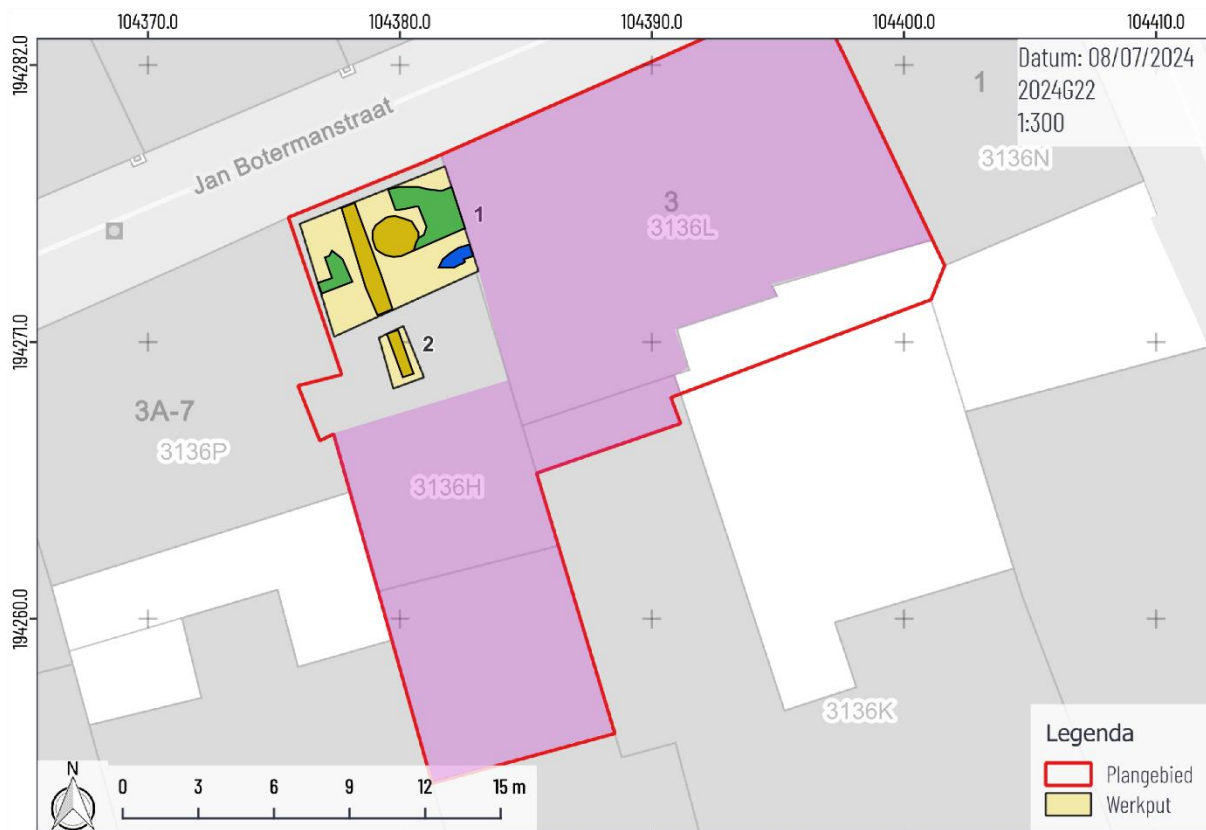 104370.0 104380.0 104390.0 104400.0 104410.0
194282.0
194271.0
194260.0
Datum: 08/07/2024
2024G22
1:300
Jan Botermanstraat
1
3136N
3
3136L
1
2
3A-7
3136P
3136H
3136K
N
0 3 6 9 12 15 m
Legenda
Plangebied
Werkput